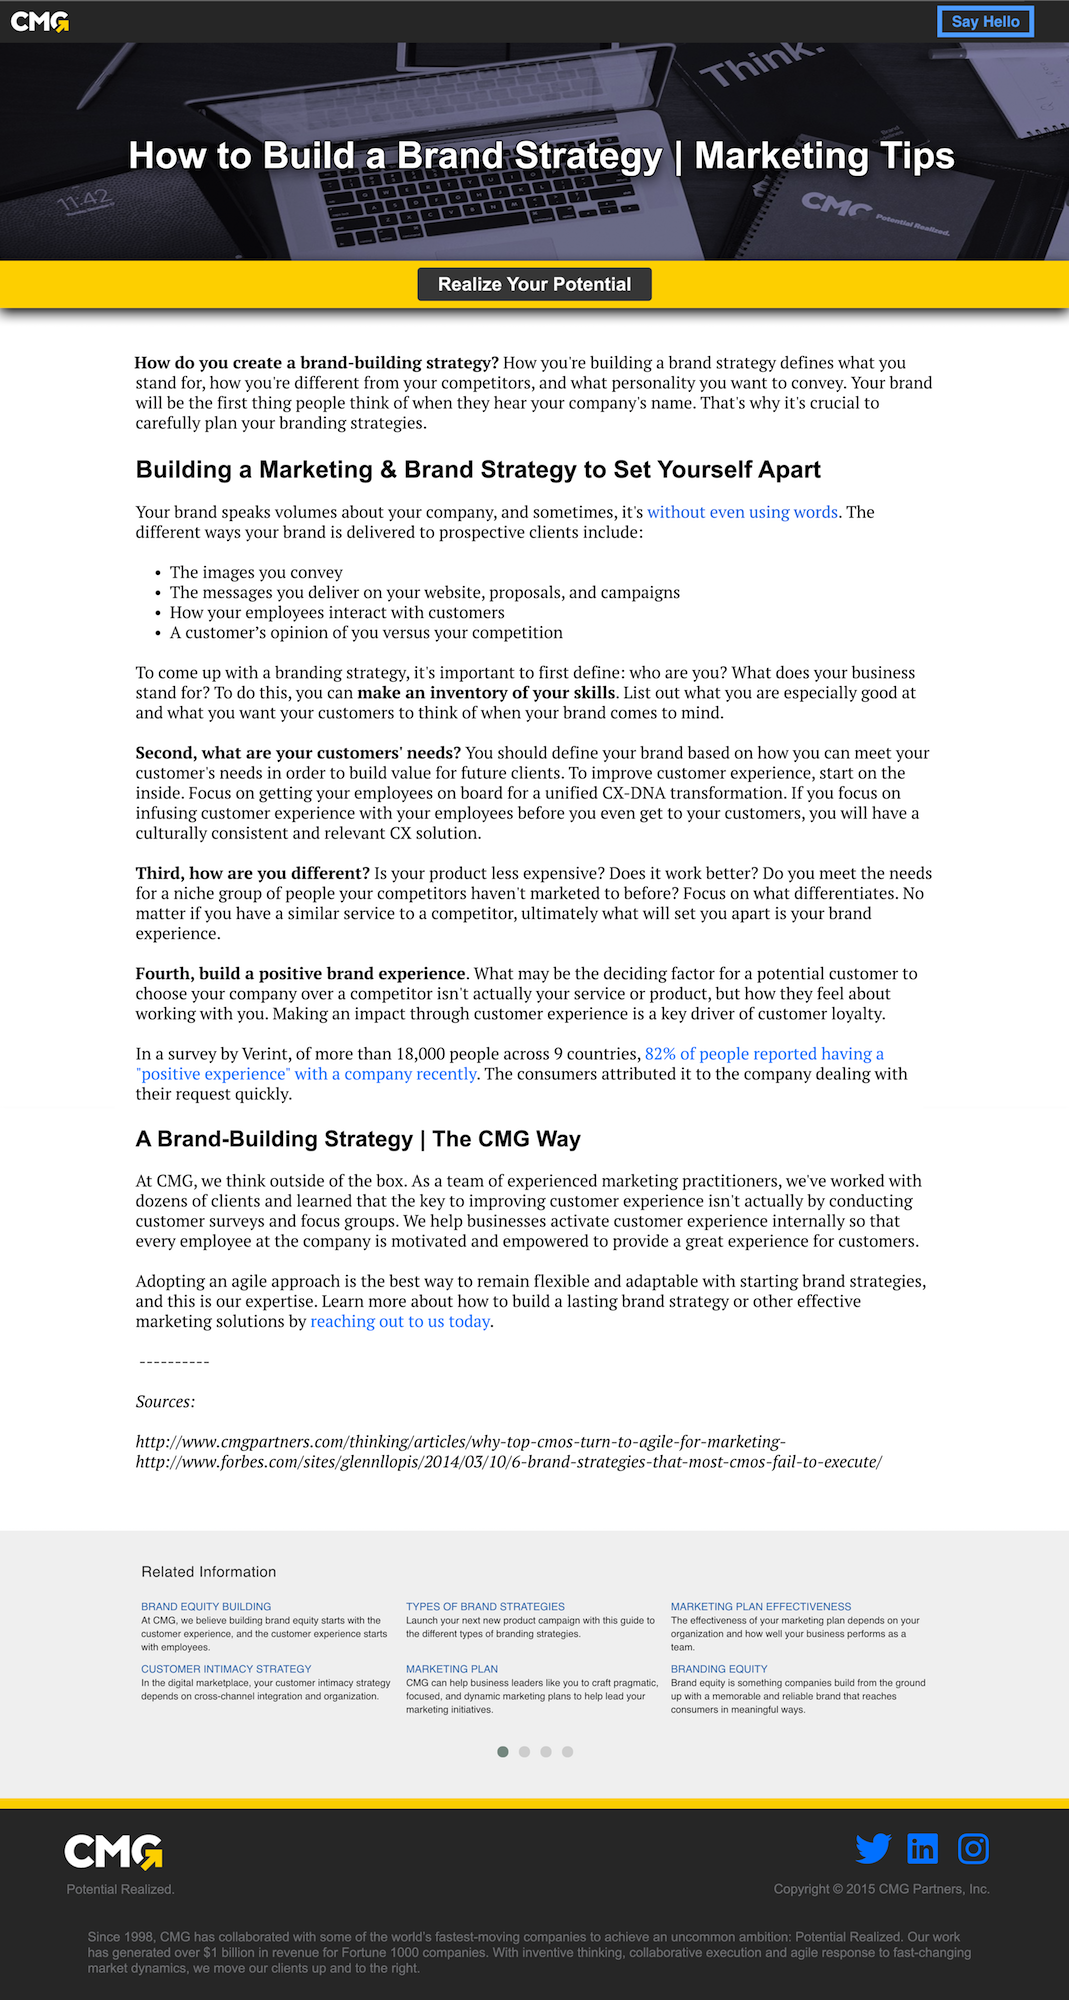 CMG
Say Hello
Think.
Brand
Guidelines
11:42
How to Build a Brand Strategy | Marketing Tips
CMG Potential Realized.
Realize Your Potential
How do you create a brand-building strategy? How you're building a brand strategy defines what you
stand for, how you're different from your competitors, and what personality you want to convey. Your brand
will be the first thing people think of when they hear your company's name. That's why it's crucial to
carefully plan your branding strategies.
Building a Marketing & Brand Strategy to Set Yourself Apart
Your brand speaks volumes about your company, and sometimes, it's without even using words. The
different ways your brand is delivered to prospective clients include:
• The images you convey
• The messages you deliver on your website, proposals, and campaigns
• How your employees interact with customers
• A customer’s opinion of you versus your competition
To come up with a branding strategy, it's important to first define: who are you? What does your business
stand for? To do this, you can make an inventory of your skills. List out what you are especially good at
and what you want your customers to think of when your brand comes to mind.
Second, what are your customers' needs? You should define your brand based on how you can meet your
customer's needs in order to build value for future clients. To improve customer experience, start on the
inside. Focus on getting your employees on board for a unified CX-DNA transformation. If you focus on
infusing customer experience with your employees before you even get to your customers, you will have a
culturally consistent and relevant CX solution.
Third, how are you different? Is your product less expensive? Does it work better? Do you meet the needs
for a niche group of people your competitors haven't marketed to before? Focus on what differentiates. No
matter if you have a similar service to a competitor, ultimately what will set you apart is your brand
experience.
Fourth, build a positive brand experience. What may be the deciding factor for a potential customer to
choose your company over a competitor isn't actually your service or product, but how they feel about
working with you. Making an impact through customer experience is a key driver of customer loyalty.
In a survey by Verint, of more than 18,000 people across 9 countries, 82% of people reported having a
"positive experience" with a company recently. The consumers attributed it to the company dealing with
their request quickly.
A Brand-Building Strategy | The CMG Way
At CMG, we think outside of the box. As a team of experienced marketing practitioners, we've worked with
dozens of clients and learned that the key to improving customer experience isn't actually by conducting
customer surveys and focus groups. We help businesses activate customer experience internally so that
every employee at the company is motivated and empowered to provide a great experience for customers.
Adopting an agile approach is the best way to remain flexible and adaptable with starting brand strategies,
and this is our expertise. Learn more about how to build a lasting brand strategy or other effective
marketing solutions by reaching out to us today.
----------
Sources:
http://www.cmgpartners.com/thinking/articles/why-top-cmos-turn-to-agile-for-marketing-
http://www.forbes.com/sites/glennllopis/2014/03/10/6-brand-strategies-that-most-cmos-fail-to-execute/
Related Information
BRAND EQUITY BUILDING
At CMG, we believe building brand equity starts with the
customer experience, and the customer experience starts
with employees.
TYPES OF BRAND STRATEGIES
Launch your next new product campaign with this guide to
the different types of branding strategies.
MARKETING PLAN EFFECTIVENESS
The effectiveness of your marketing plan depends on your
organization and how well your business performs as a
team.
CUSTOMER INTIMACY STRATEGY
In the digital marketplace, your customer intimacy strategy
depends on cross-channel integration and organization.
MARKETING PLAN
CMG can help business leaders like you to craft pragmatic,
focused, and dynamic marketing plans to help lead your
marketing initiatives.
BRANDING EQUITY
Brand equity is something companies build from the ground
up with a memorable and reliable brand that reaches
consumers in meaningful ways.
CMG
Potential Realized.
Copyright © 2015 CMG Partners, Inc.
Since 1998, CMG has collaborated with some of the world’s fastest-moving companies to achieve an uncommon ambition: Potential Realized. Our work
has generated over $1 billion in revenue for Fortune 1000 companies. With inventive thinking, collaborative execution and agile response to fast-changing
market dynamics, we move our clients up and to the right.